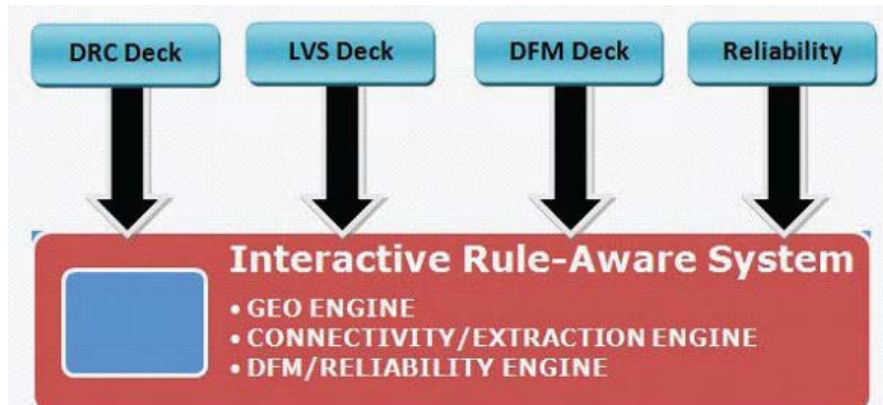 DRC Deck
LVS Deck
DFM Deck
Reliability
Interactive Rule-Aware System
• GEO ENGINE
• CONNECTIVITY/EXTRACTION ENGINE
• DFM/RELIABILITY ENGINE